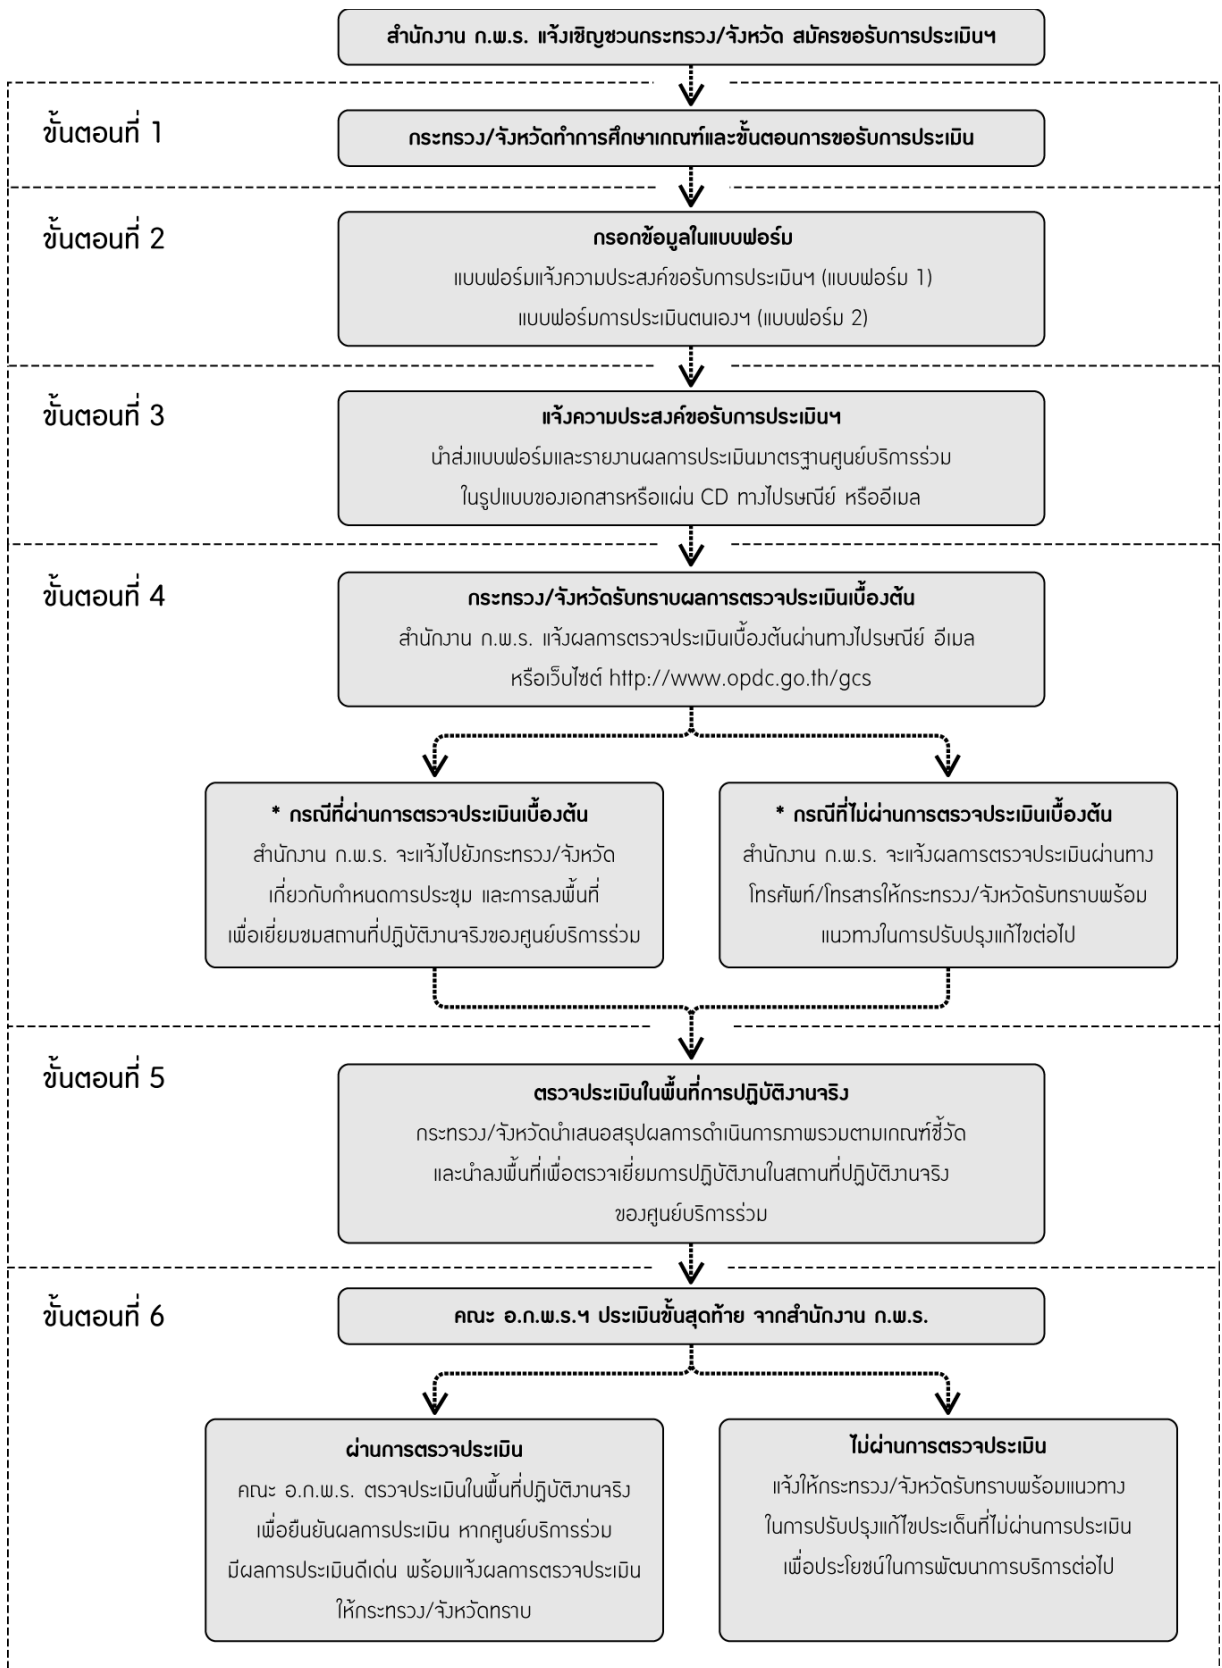 สำนักงาน ก.พ.ร. แจ้งเชิญชวนกระทรวง/จังหวัด สมัครขอรับการประเมินฯ
ขั้นตอนที่ 1
กระทรวง/จังหวัดทำการศึกษาเกณฑ์และขั้นตอนการขอรับการประเมิน
ขั้นตอนที่ 2
กรอกข้อมูลในแบบฟอร์ม
แบบฟอร์มแจ้งความประสงค์ขอรับการประเมินฯ (แบบฟอร์ม 1)
แบบฟอร์มการประเมินตนเองฯ (แบบฟอร์ม 2)
ขั้นตอนที่ 3
แจ้งความประสงค์ขอรับการประเมินฯ
นำส่งแบบฟอร์มและรายงานผลการประเมินมาตรฐานศูนย์บริการร่วม
ในรูปแบบของเอกสารหรือแผ่น CD ทางไปรษณีย์ หรืออีเมล
ขั้นตอนที่ 4
กระทรวง/จังหวัดรับทราบผลการตรวจประเมินเบื้องต้น
สำนักงาน ก.พ.ร. แจ้งผลการตรวจประเมินเบื้องต้นผ่านทางไปรษณีย์ อีเมล
หรือเว็บไซต์ http://www.opdc.go.th/gcs
* กรณีที่ผ่านการตรวจประเมินเบื้องต้น
สำนักงาน ก.พ.ร. จะแจ้งไปยังกระทรวง/จังหวัด
เกี่ยวกับกำหนดการประชุม และการลงพื้นที่
เพื่อเยี่ยมชมสถานที่ปฏิบัติงานจริงของศูนย์บริการร่วม
* กรณีที่ไม่ผ่านการตรวจประเมินเบื้องต้น
สำนักงาน ก.พ.ร. จะแจ้งผลการตรวจประเมินผ่านทาง
โทรศัพท์/โทรสารให้กระทรวง/จังหวัดรับทราบพร้อม
แนวทางในการปรับปรุงแก้ไขต่อไป
ขั้นตอนที่ 5
ตรวจประเมินในพื้นที่การปฏิบัติงานจริง
กระทรวง/จังหวัดนำเสนอสรุปผลการดำเนินการภาพรวมตามเกณฑ์ชี้วัด
และนำลงพื้นที่เพื่อตรวจเยี่ยมการปฏิบัติงานในสถานที่ปฏิบัติงานจริง
ของศูนย์บริการร่วม
ขั้นตอนที่ 6
คณะ อ.ก.พ.ร.ฯ ประเมินขั้นสุดท้าย จากสำนักงาน ก.พ.ร.
ผ่านการตรวจประเมิน
คณะ อ.ก.พ.ร. ตรวจประเมินในพื้นที่ปฏิบัติงานจริง
เพื่อยืนยันผลการประเมิน หากศูนย์บริการร่วม
มีผลการประเมินดีเด่น พร้อมแจ้งผลการตรวจประเมิน
ให้กระทรวง/จังหวัดทราบ
ไม่ผ่านการตรวจประเมิน
แจ้งให้กระทรวง/จังหวัดรับทราบพร้อมแนวทาง
ในการปรับปรุงแก้ไขประเด็นที่ไม่ผ่านการประเมิน
เพื่อประโยชน์ในการพัฒนาการบริการต่อไป